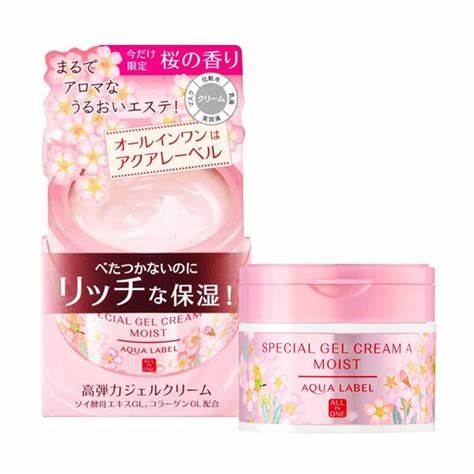 今だけ
限定
桜の香り
まるで
アロマな
うるおいエステ!
化粧水
乳液
美容液
マスク
クリーム
オールインワンは
アクアレーベル
べたつかないのに
リッチな保湿!
CIAL GEL CREAM
MOIST
AQUA LABEL
ALL
IN
ONE
高弾力ジェルクリーム
ソイ酵母エキスGL、コラーゲンGL配合
SPECIAL GEL CREAM A
MOIST
AQUA LABEL
ALL
IN
ONE